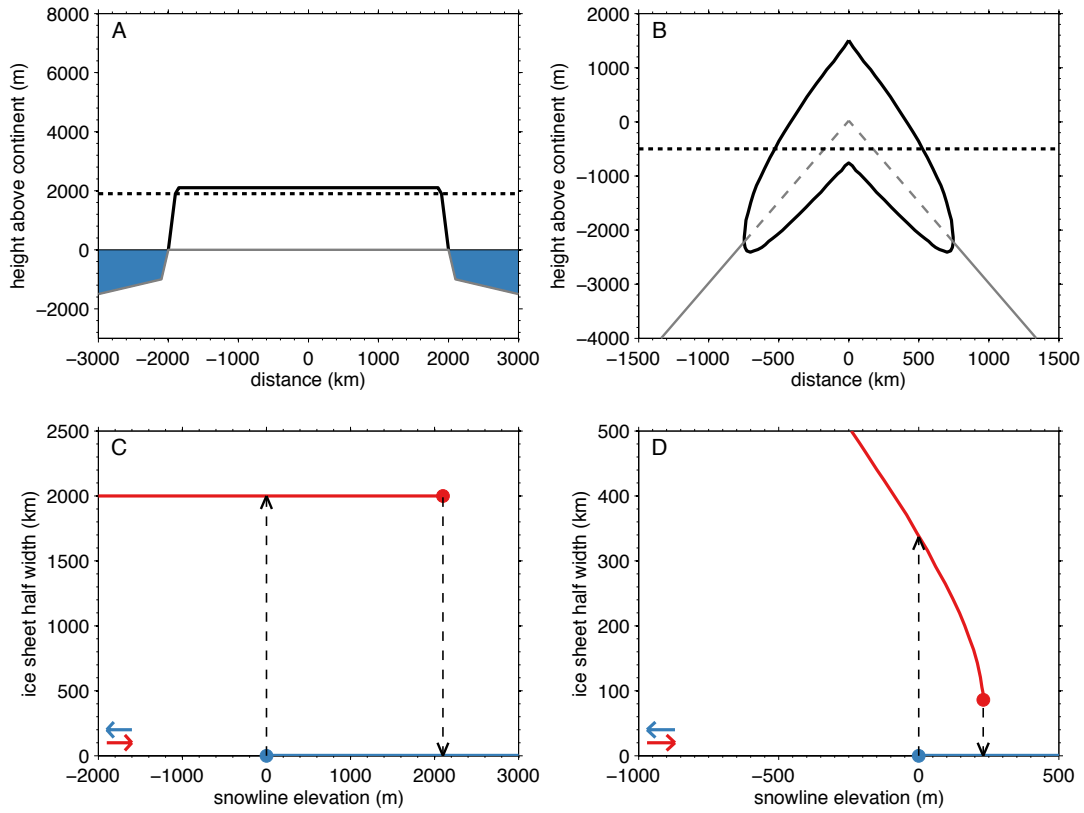 A
height above continent (m)
8000
6000
4000
2000
0
−2000
−3000 −2000 −1000 0 1000 2000 3000
distance (km)
B
height above continent (m)
2000
1000
0
−1000
−2000
−3000
−4000
−1500 −1000 −500 0 500 1000 1500
distance (km)
C
ice sheet half width (km)
2500
2000
1500
1000
500
0
−2000 −1000 0 1000 2000 3000
snowline elevation (m)
D
ice sheet half width (km)
500
400
300
200
100
0
−1000 −500 0 500
snowline elevation (m)